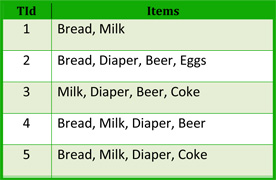 TId Items
1 Bread, Milk
2 Bread, Diaper, Beer, Eggs
3 Milk, Diaper, Beer, Coke
4 Bread, Milk, Diaper, Beer
5 Bread, Milk, Diaper, Coke